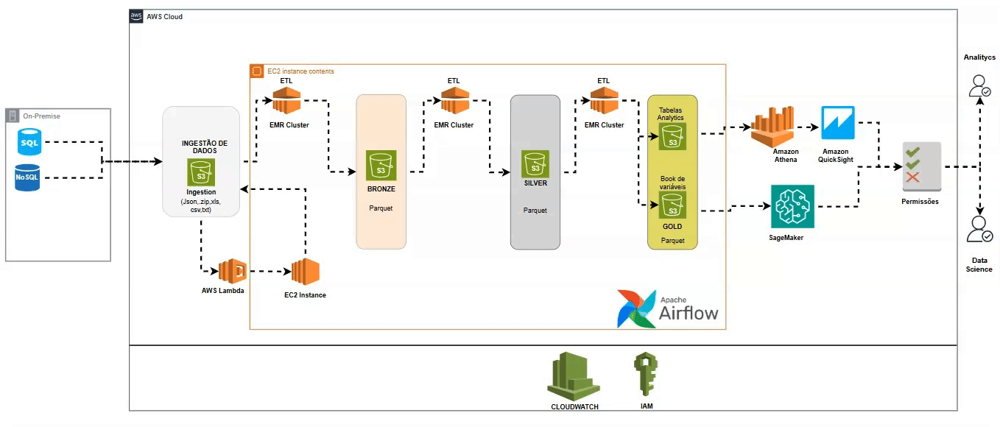 aws
AWS Cloud
On-Premise
SQL
NoSQL
INGESTÃO DE
DADOS
S3
Ingestion
(Json,.zip,xls,
csv,txt)
AWS Lambda
EC2 instance contents
ETL
EMR Cluster
EC2 Instance
S3
BRONZE
Parquet
ETL
EMR Cluster
S3
SILVER
Parquet
ETL
EMR Cluster
Tabelas
Analytics
S3
Book de
variáveis
S3
GOLD
Parquet
Apache
Airflow
Amazon
Athena
Amazon
QuickSight
SageMaker
Permissões
Analitycs
Data
Science
CLOUDWATCH
IAM